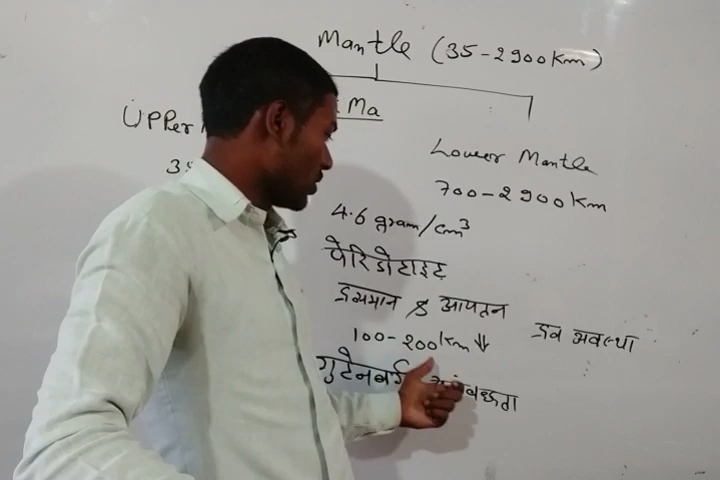 Mantle (35-2900km)
Upper Ma
Lower Mantle
35
700-2900km
4.6 gram/cm³
पेरिडोटाइट
द्रव्यमान & आयतन
द्रव अवस्था
100-200km
गुटेनबर्ग